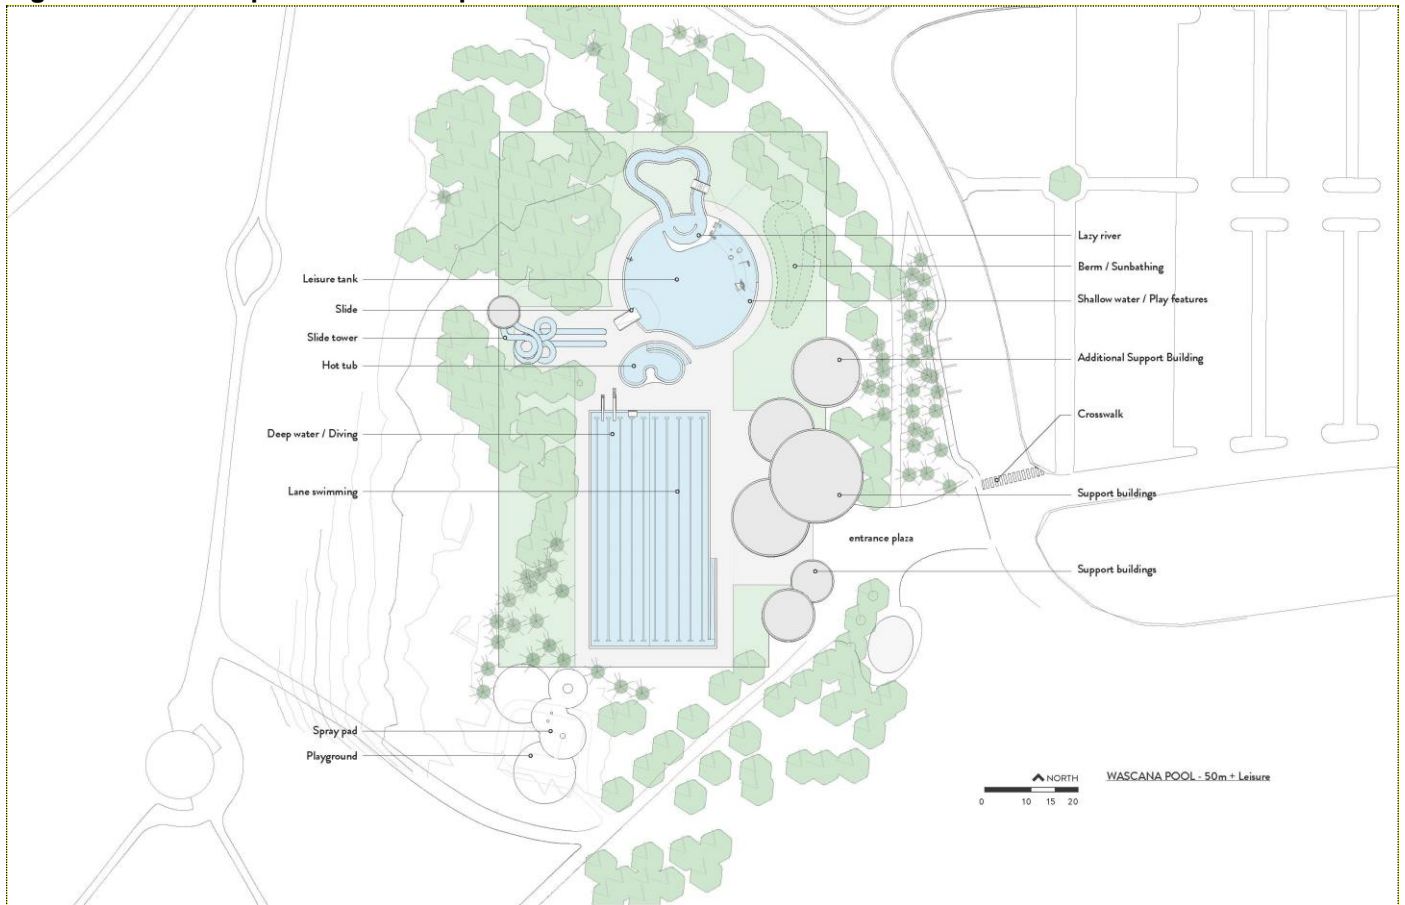 Lazy river
Berm / Sunbathing
Leisure tank
Shallow water / Play features
Slide
Slide tower
Additional Support Building
Hot tub
Crosswalk
Deep water / Diving
Lane swimming
Support buildings
entrance plaza
Support buildings
Spray pad
Playground
NORTH
WASCANA POOL - 50m + Leisure
0 10 15 20